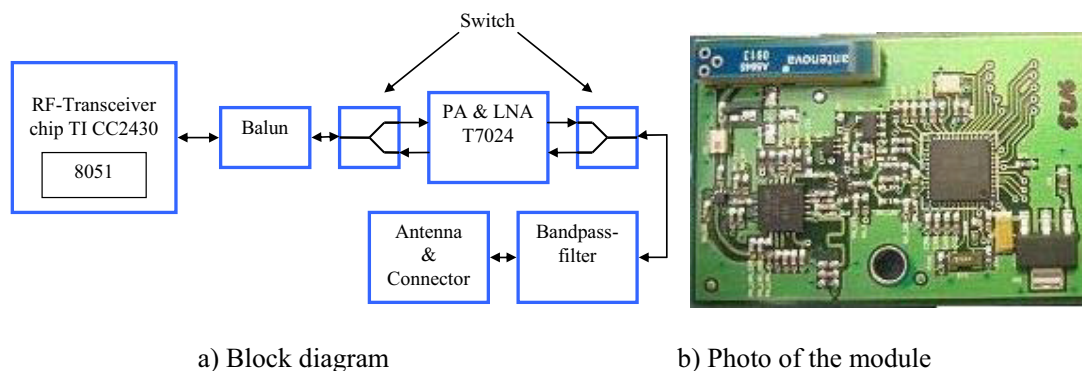 Switch
RF-Transceiver
chip TI CC2430
8051
Balun
PA & LNA
T7024
Antenna
&
Connector
Bandpass-
filter
antenova
0913
a) Block diagram
b) Photo of the module